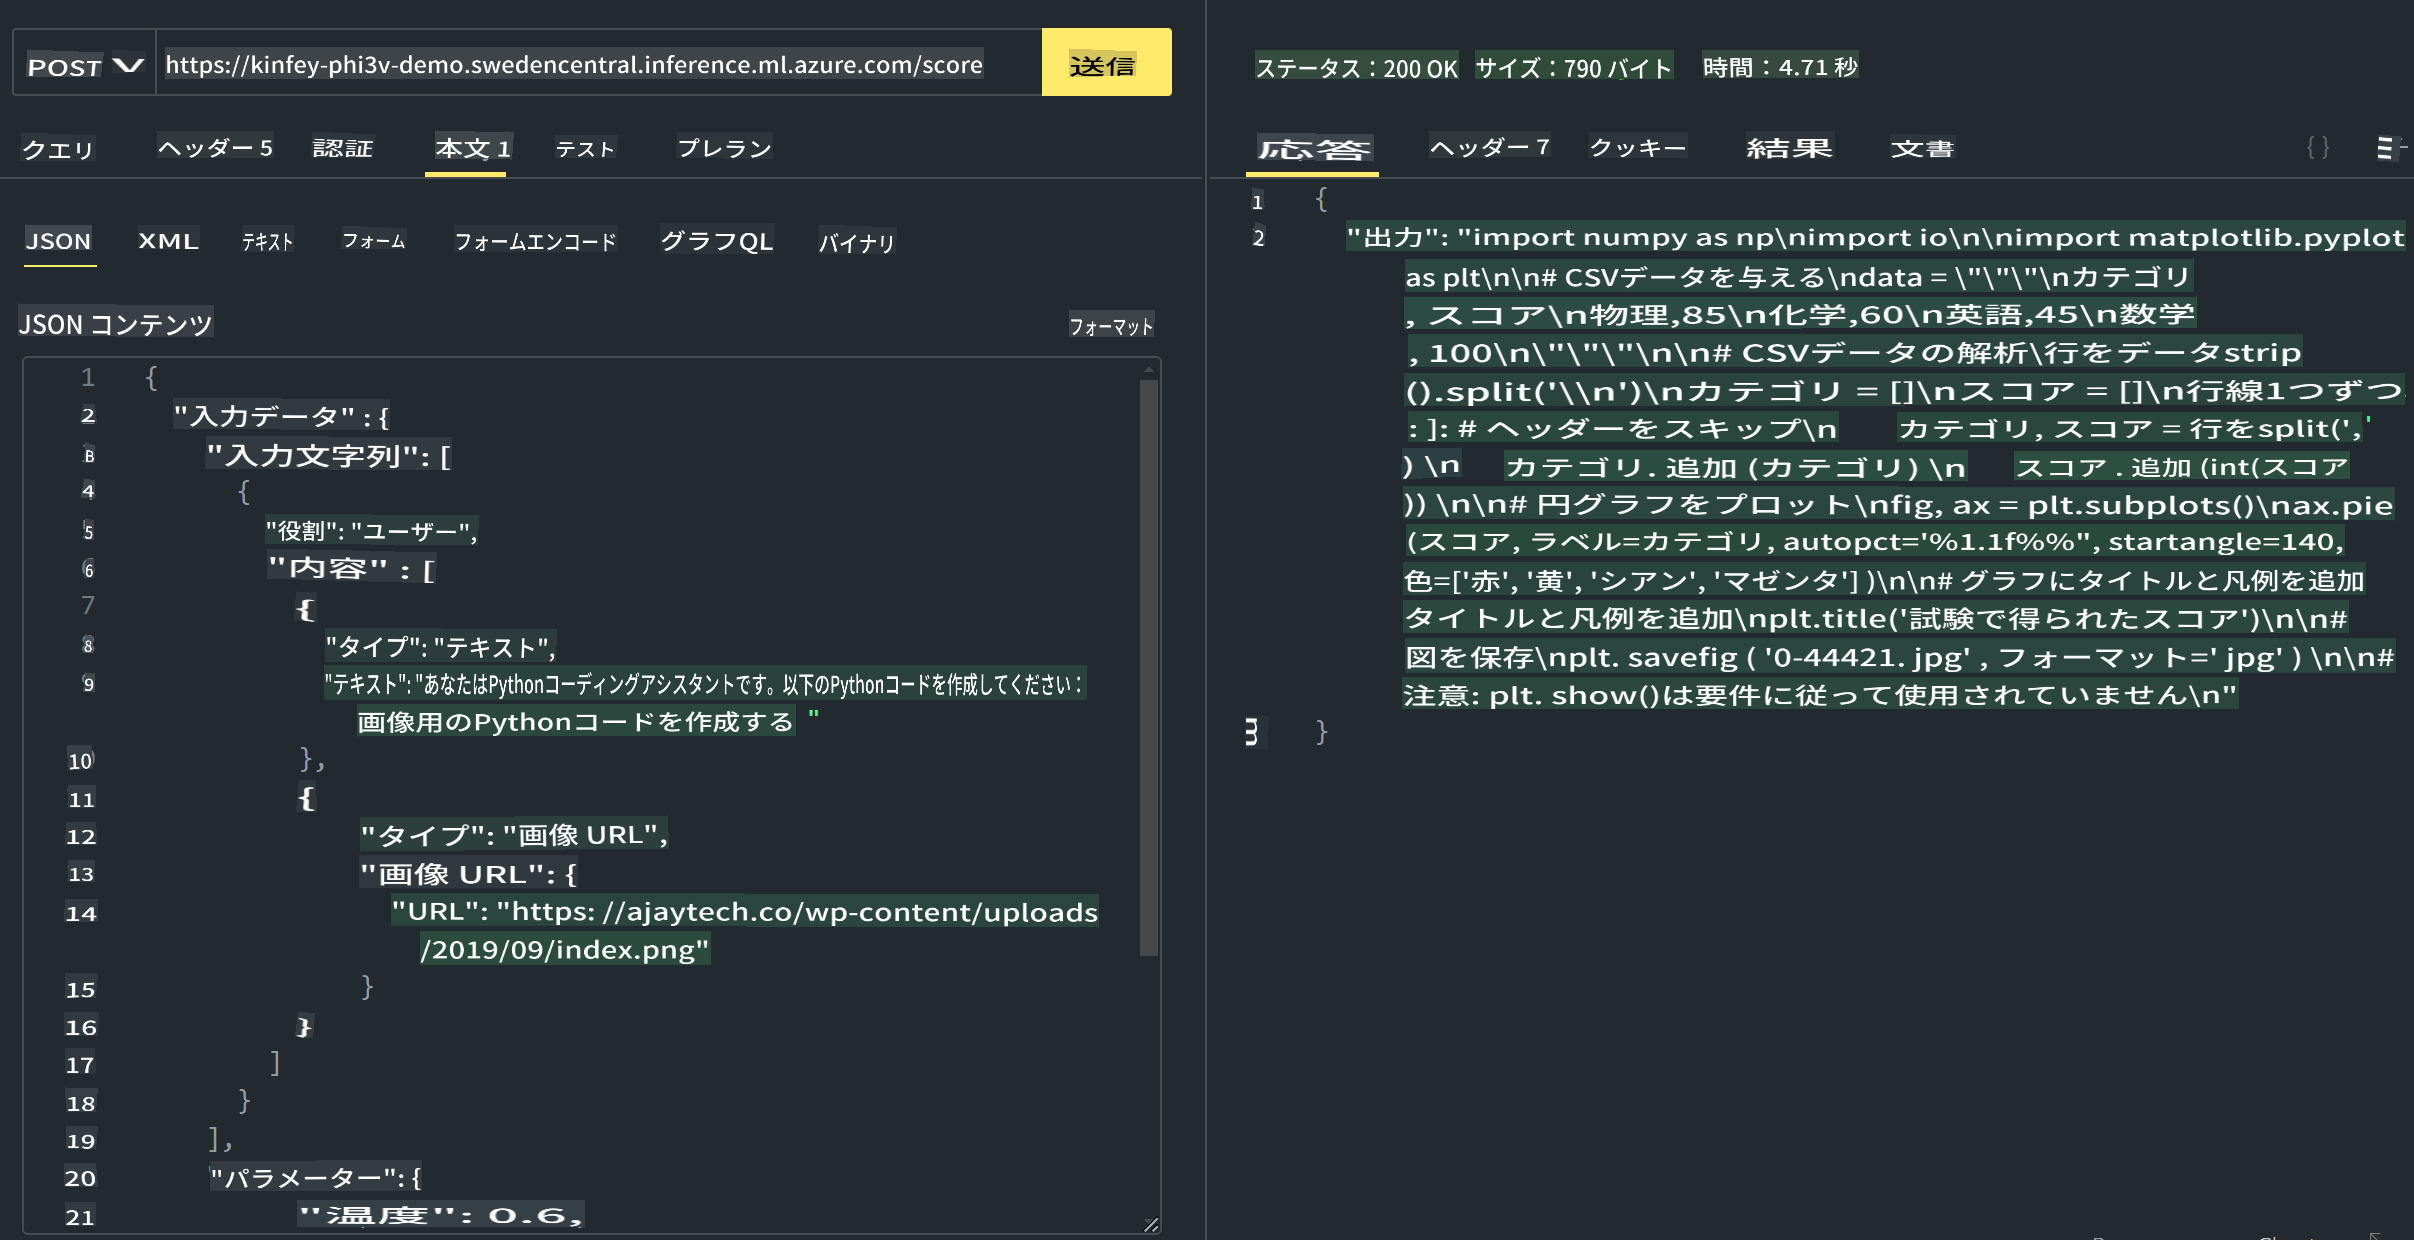 POST
https://kinfey-phi3v-demo.swedencentral.inference.ml.azure.com/score
送信
クエリ ヘッダー 5 認証 本文 1 テスト プレラン
JSON XML テキスト フォーム フォームエンコード グラフQL バイナリ
JSON コンテンツ フォーマット
1 {
2 "入力データ" : {
B "入力文字列": [
4 {
5 "役割": "ユーザー",
6 "内容" : [
7 {
8 "タイプ": "テキスト",
9 "テキスト": "あなたはPythonコーディングアシスタントです。以下のPythonコードを作成してください：
画像用のPythonコードを作成する "
10 },
11 {
12 "タイプ": "画像 URL",
13 "画像 URL": {
14 "URL": "https: //ajaytech.co/wp-content/uploads
/2019/09/index.png"
15 }
16 }
17 ]
18 }
19 ],
20 "パラメーター": {
21 "温度": 0.6,
ステータス：200 OK サイズ：790 バイト 時間：4.71 秒
応答 ヘッダー 7 クッキー 結果 文書 { }
1 {
2 "出力": "import numpy as np\nimport io\n\nimport matplotlib.pyplot
as plt\n\n# CSVデータを与える\ndata = \"\"\"\nカテゴリ
, スコア\n物理,85\n化学,60\n英語,45\n数学
, 100\n\"\"\"\n\n# CSVデータの解析\行をデータstrip
().split('\\n')\nカテゴリ = []\nスコア = []\n行線1つずつ
: ]: # ヘッダーをスキップ\n カテゴリ, スコア = 行をsplit(','
) \n カテゴリ. 追加 (カテゴリ) \n スコア . 追加 (int(スコア
)) \n\n# 円グラフをプロット\nfig, ax = plt.subplots()\nax.pie
(スコア, ラベル=カテゴリ, autopct='%1.1f%%", startangle=140,
色=['赤', '黄', 'シアン', 'マゼンタ'] )\n\n# グラフにタイトルと凡例を追加
タイトルと凡例を追加\nplt.title('試験で得られたスコア')\n\n#
図を保存\nplt. savefig ( '0-44421. jpg' , フォーマット=' jpg' ) \n\n#
注意: plt. show()は要件に従って使用されていません\n"
3 }